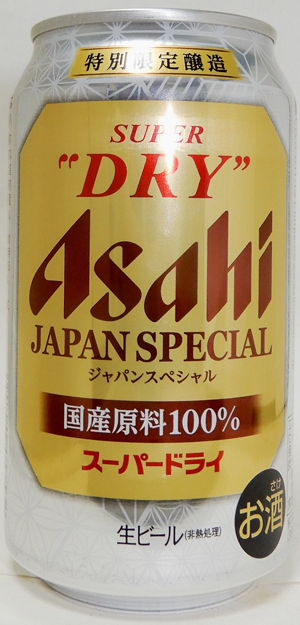 特別限定醸造
SUPER
"DRY"
Asahi
JAPAN SPECIAL
ジャパンスペシャル
国産原料100%
スーパードライ
さけ
お酒
生ビール(非熱処理)